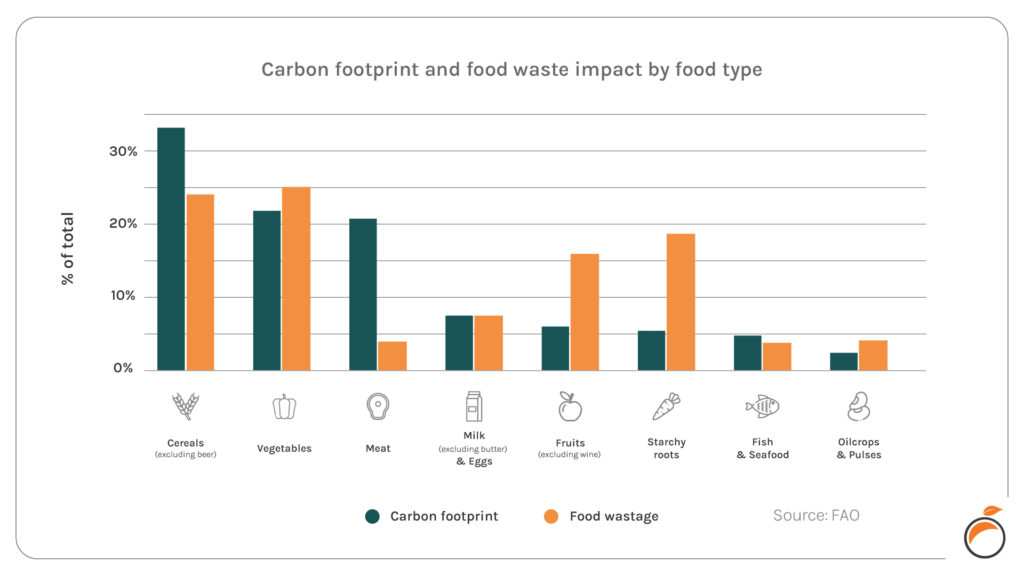 Carbon footprint and food waste impact by food type
% of total
30%
20%
10%
0%
Cereals
(excluding beer)
Vegetables
Meat
Milk
(excluding butter)
& Eggs
Fruits
(excluding wine)
Starchy
roots
Fish
& Seafood
Oilcrops
& Pulses
Carbon footprint
Food wastage
Source: FAO